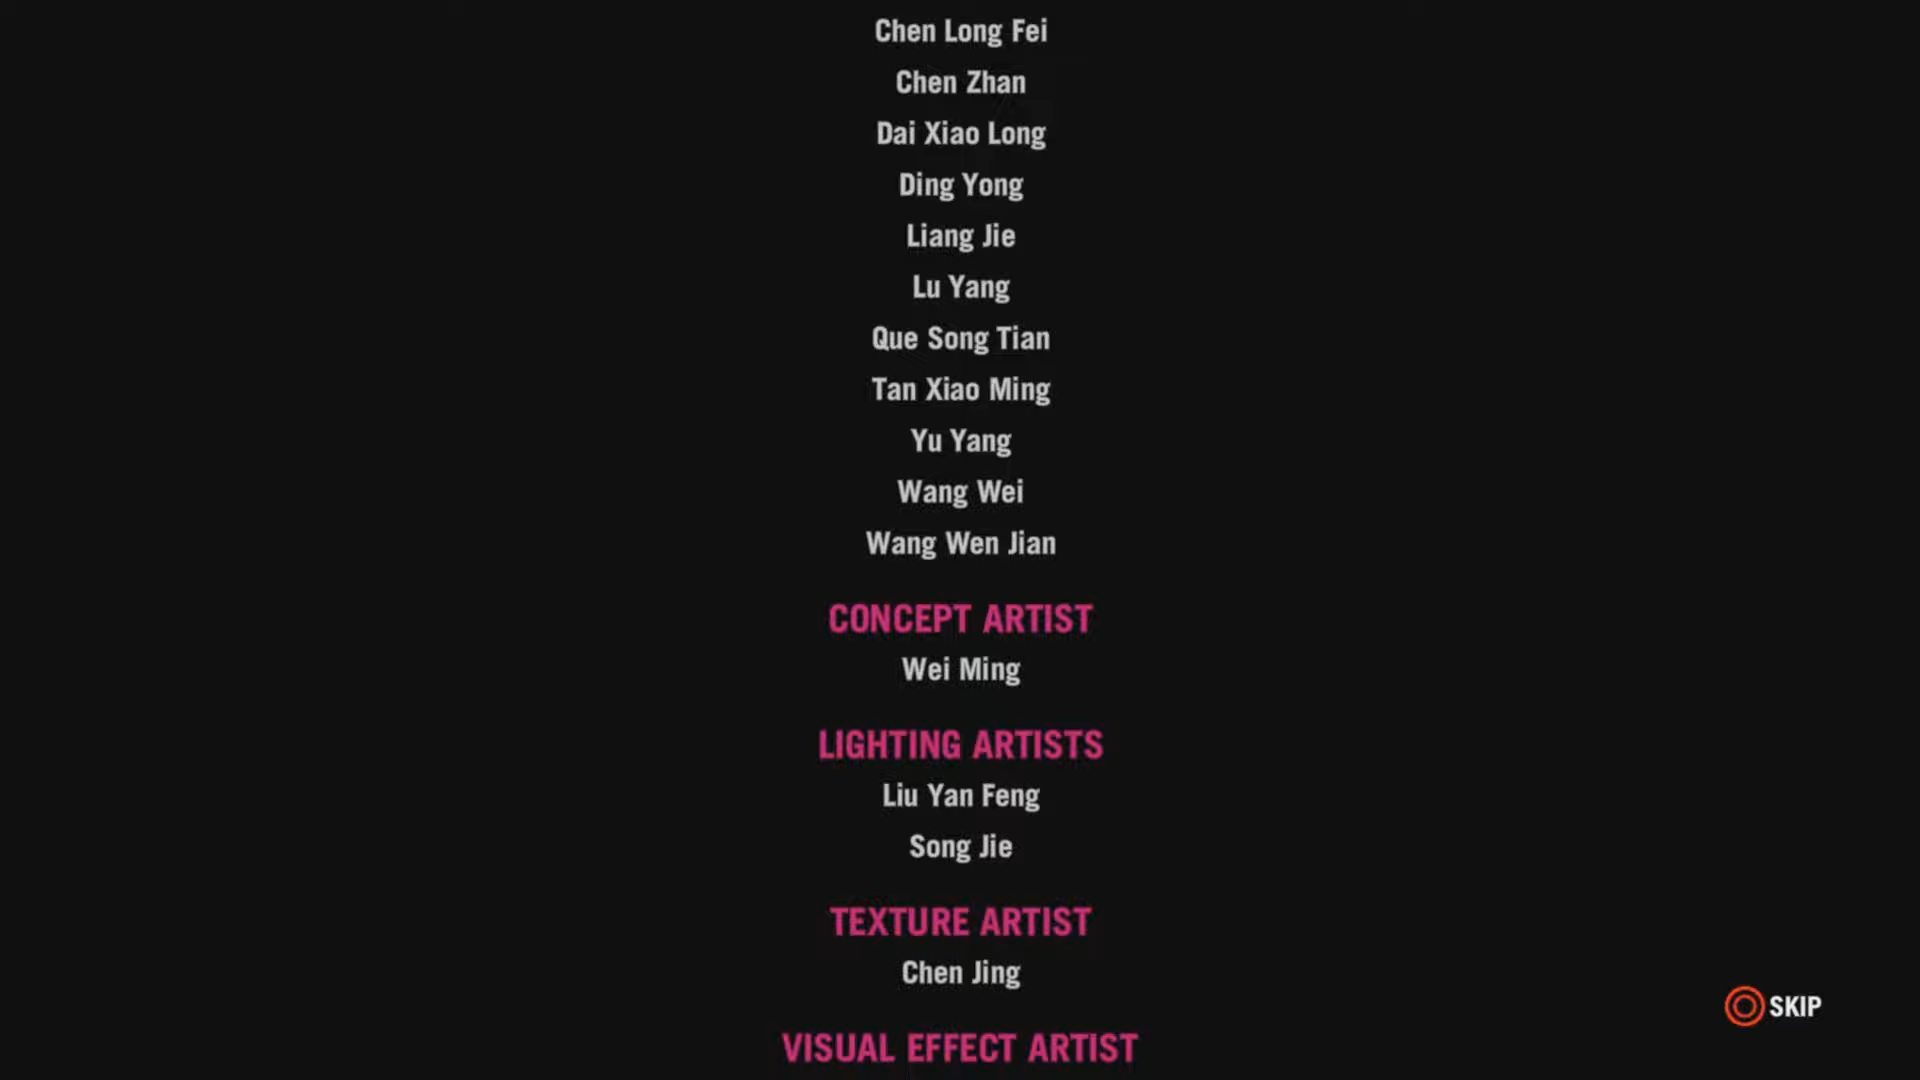 Chen Long Fei
Chen Zhan
Dai Xiao Long
Ding Yong
Liang Jie
Lu Yang
Que Song Tian
Tan Xiao Ming
Yu Yang
Wang Wei
Wang Wen Jian
CONCEPT ARTIST
Wei Ming
LIGHTING ARTISTS
Liu Yan Feng
Song Jie
TEXTURE ARTIST
Chen Jing
SKIP
VISUAL EFFECT ARTIST